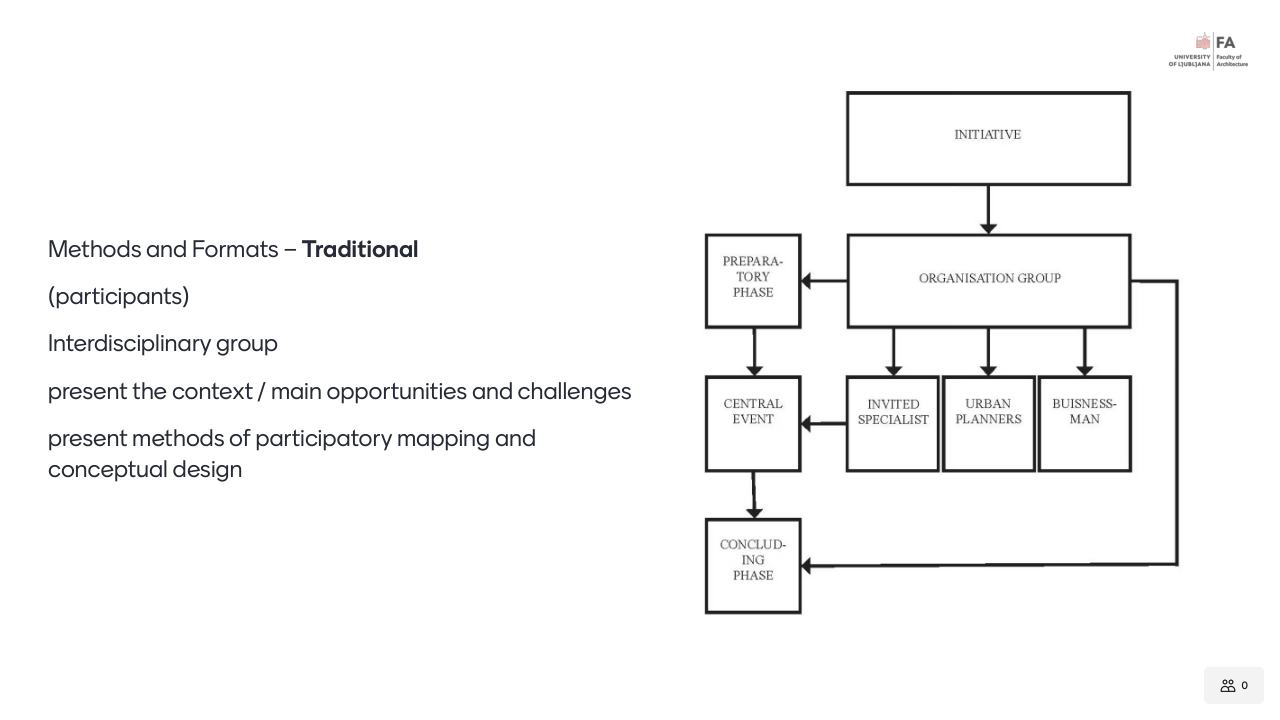 UNIVERSITY
OF LJUBLJANA
FA
Faculty of
Architecture
Methods and Formats – Traditional
(participants)
Interdisciplinary group
present the context / main opportunities and challenges
present methods of participatory mapping and
conceptual design
INITIATIVE
PREPARA-
TORY
PHASE
ORGANISATION GROUP
CENTRAL
EVENT
INVITED
SPECIALIST
URBAN
PLANNERS
BUISNESS-
MAN
CONCLUD-
ING
PHASE
0